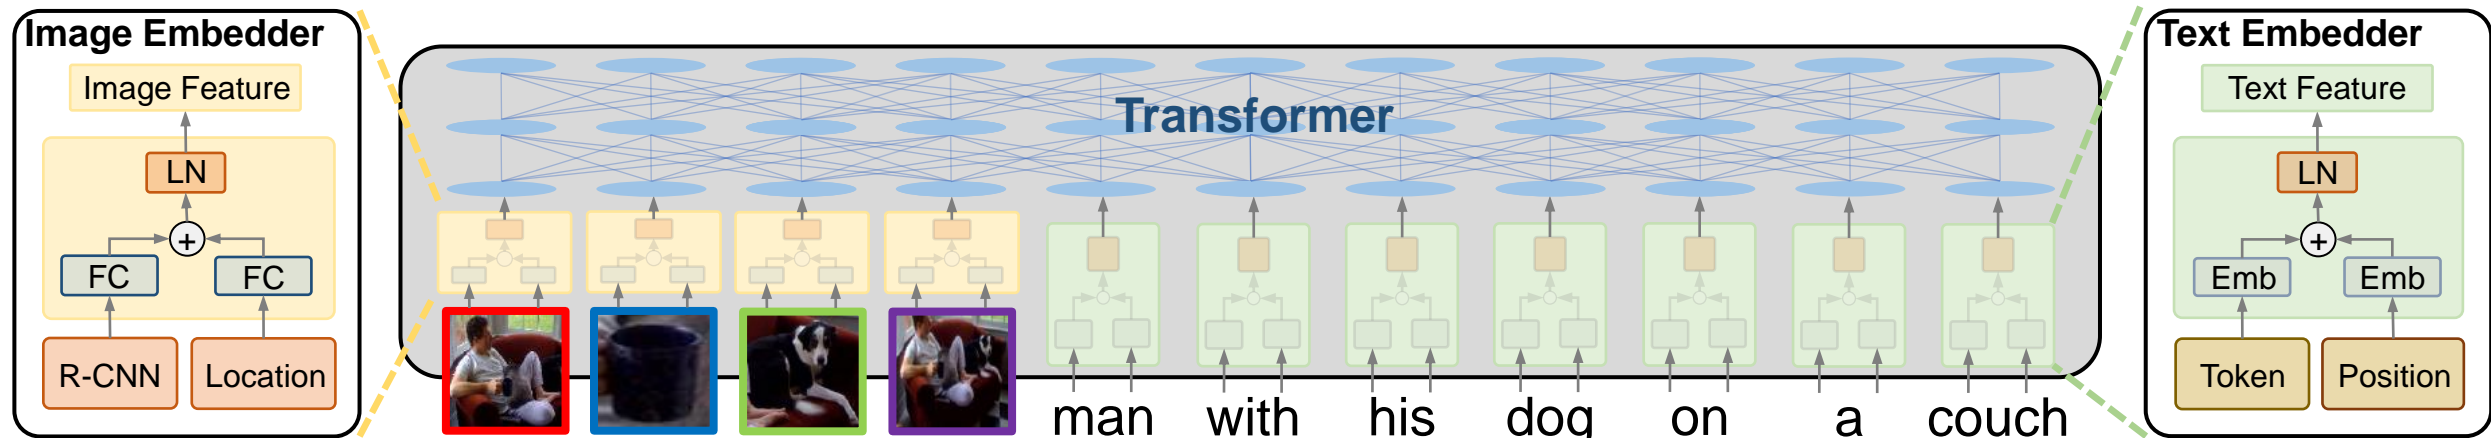 Image Embedder
Image Feature
LN
+
FC FC
R-CNN Location
Transformer
man with his dog on a couch
Text Embedder
Text Feature
LN
+
Emb Emb
Token Position